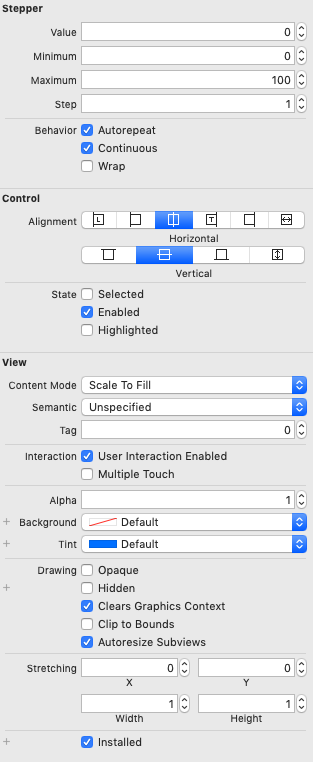 Stepper
Value 0
Minimum 0
Maximum 100
Step 1
Behavior Autorepeat
Continuous
Wrap
Control
Alignment L T
Horizontal
Vertical
State Selected
Enabled
Highlighted
View
Content Mode Scale To Fill
Semantic Unspecified
Tag 0
Interaction User Interaction Enabled
Multiple Touch
Alpha 1
+ Background Default
+ Tint Default
Drawing Opaque
+ Hidden
Clears Graphics Context
Clip to Bounds
Autoresize Subviews
Stretching 0 0
X Y
1 1
Width Height
+ Installed